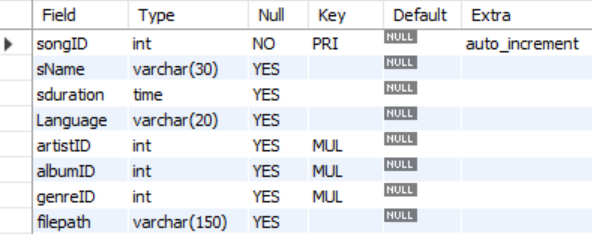 Field Type Null Key Default Extra
songID int NO PRI NULL auto_increment
sName varchar(30) YES NULL
sduration time YES NULL
Language varchar(20) YES NULL
artistID int YES MUL NULL
albumID int YES MUL NULL
genreID int YES MUL NULL
filepath varchar(150) YES NULL